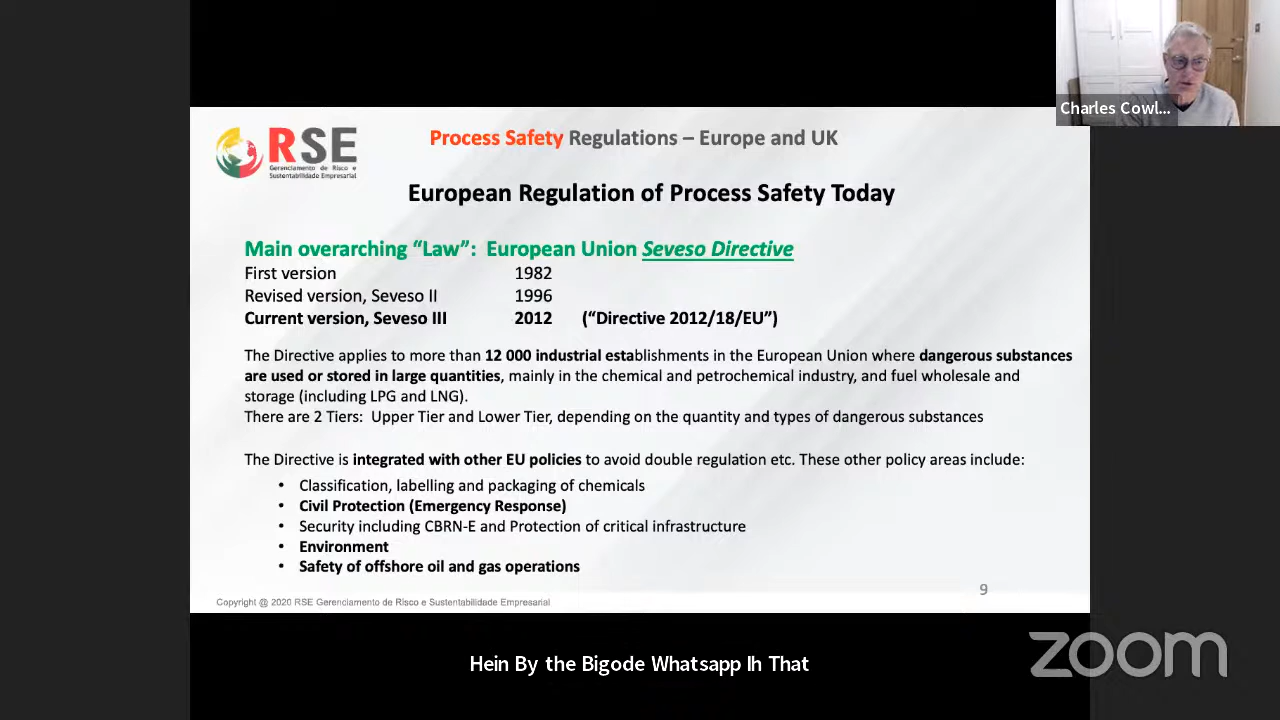 Charles Cowl...
RSE
Gerenciamento de Risco e
Sustentabilidade Empresarial
Process Safety Regulations – Europe and UK
European Regulation of Process Safety Today
Main overarching “Law”: European Union Seveso Directive
First version 1982
Revised version, Seveso II 1996
Current version, Seveso III 2012 (“Directive 2012/18/EU”)
The Directive applies to more than 12 000 industrial establishments in the European Union where dangerous substances
are used or stored in large quantities, mainly in the chemical and petrochemical industry, and fuel wholesale and
storage (including LPG and LNG).
There are 2 Tiers: Upper Tier and Lower Tier, depending on the quantity and types of dangerous substances
The Directive is integrated with other EU policies to avoid double regulation etc. These other policy areas include:
• Classification, labelling and packaging of chemicals
• Civil Protection (Emergency Response)
• Security including CBRN-E and Protection of critical infrastructure
• Environment
• Safety of offshore oil and gas operations
9
Copyright @ 2020 RSE Gerenciamento de Risco e Sustentabilidade Empresarial
zoom
Hein By the Bigode Whatsapp Ih That